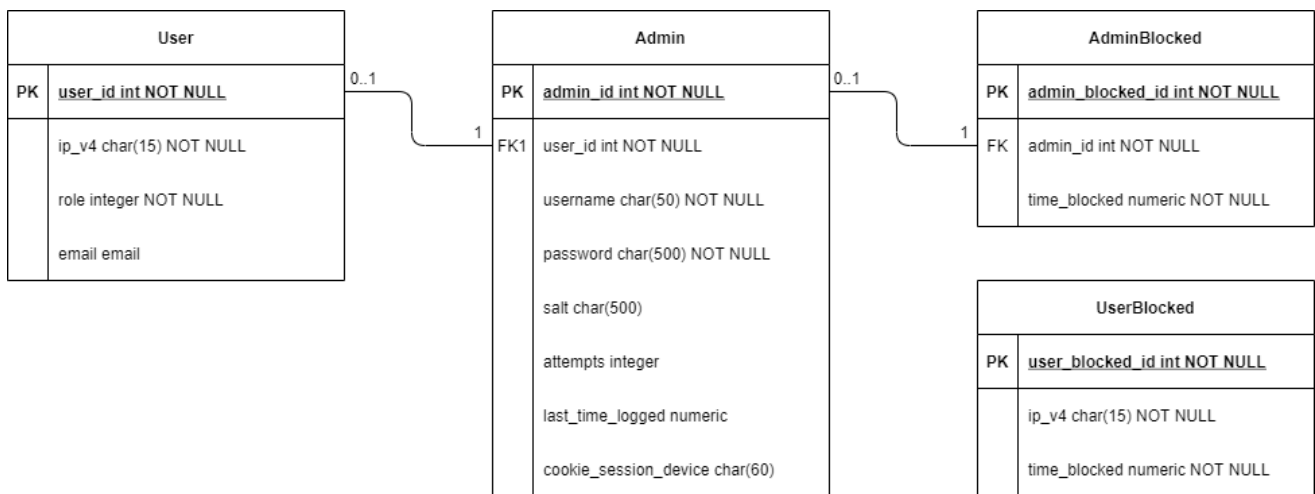 User
PK user_id int NOT NULL
ip_v4 char(15) NOT NULL
role integer NOT NULL
email email
0..1
1
Admin
PK admin_id int NOT NULL
FK1 user_id int NOT NULL
username char(50) NOT NULL
password char(500) NOT NULL
salt char(500)
attempts integer
last_time_logged numeric
cookie_session_device char(60)
0..1
1
AdminBlocked
PK admin_blocked_id int NOT NULL
FK admin_id int NOT NULL
time_blocked numeric NOT NULL
UserBlocked
PK user_blocked_id int NOT NULL
ip_v4 char(15) NOT NULL
time_blocked numeric NOT NULL